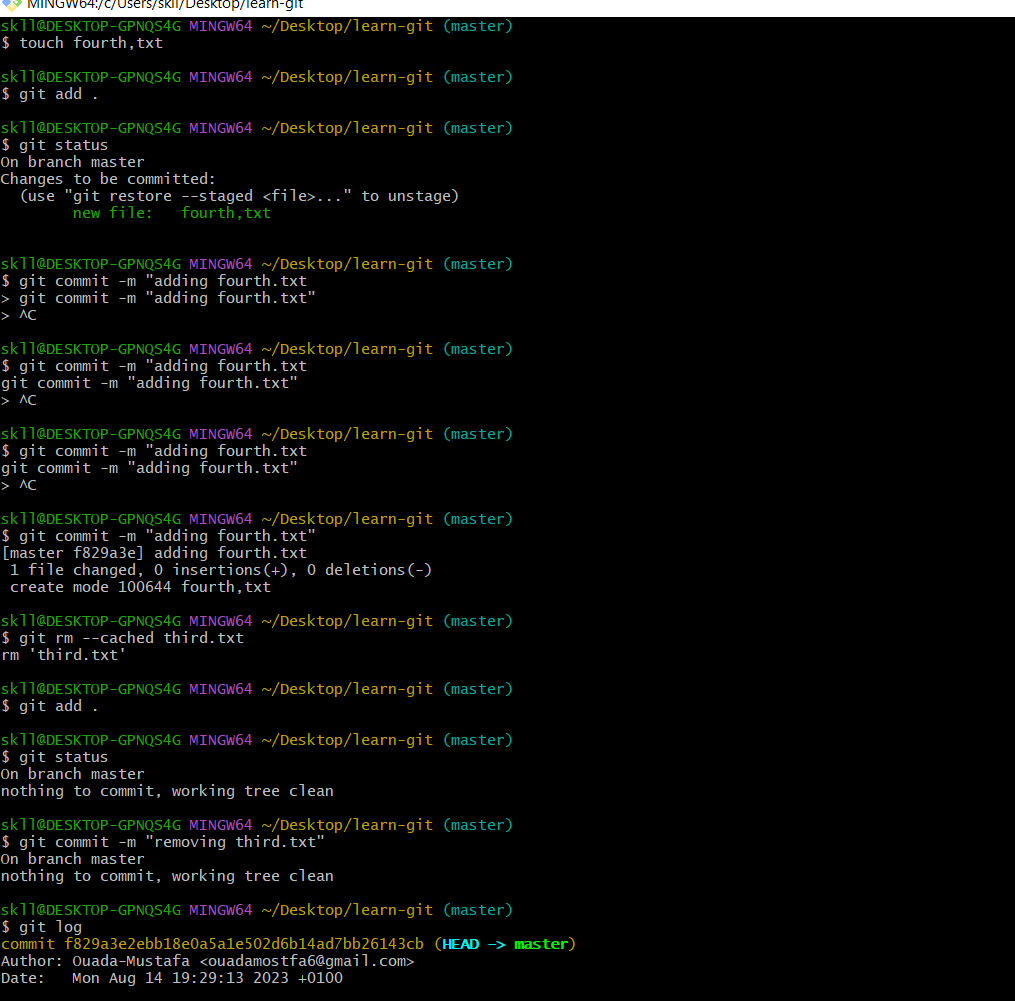 MINGW64:/c/Users/skll/Desktop/learn-git
skll@DESKTOP-GPNQS4G MINGW64 ~/Desktop/learn-git (master)
$ touch fourth,txt
skll@DESKTOP-GPNQS4G MINGW64 ~/Desktop/learn-git (master)
$ git add .
skll@DESKTOP-GPNQS4G MINGW64 ~/Desktop/learn-git (master)
$ git status
On branch master
Changes to be committed:
  (use "git restore --staged <file>..." to unstage)
        new file:   fourth,txt
skll@DESKTOP-GPNQS4G MINGW64 ~/Desktop/learn-git (master)
$ git commit -m "adding fourth.txt
> git commit -m "adding fourth.txt"
> ^C
skll@DESKTOP-GPNQS4G MINGW64 ~/Desktop/learn-git (master)
$ git commit -m "adding fourth.txt
git commit -m "adding fourth.txt"
> ^C
skll@DESKTOP-GPNQS4G MINGW64 ~/Desktop/learn-git (master)
$ git commit -m "adding fourth.txt
git commit -m "adding fourth.txt"
> ^C
skll@DESKTOP-GPNQS4G MINGW64 ~/Desktop/learn-git (master)
$ git commit -m "adding fourth.txt"
[master f829a3e] adding fourth.txt
 1 file changed, 0 insertions(+), 0 deletions(-)
 create mode 100644 fourth,txt
skll@DESKTOP-GPNQS4G MINGW64 ~/Desktop/learn-git (master)
$ git rm --cached third.txt
rm 'third.txt'
skll@DESKTOP-GPNQS4G MINGW64 ~/Desktop/learn-git (master)
$ git add .
skll@DESKTOP-GPNQS4G MINGW64 ~/Desktop/learn-git (master)
$ git status
On branch master
nothing to commit, working tree clean
skll@DESKTOP-GPNQS4G MINGW64 ~/Desktop/learn-git (master)
$ git commit -m "removing third.txt"
On branch master
nothing to commit, working tree clean
skll@DESKTOP-GPNQS4G MINGW64 ~/Desktop/learn-git (master)
$ git log
commit f829a3e2ebb18e0a5a1e502d6b14ad7bb26143cb (HEAD -> master)
Author: Ouada-Mustafa <ouadamostfa6@gmail.com>
Date:   Mon Aug 14 19:29:13 2023 +0100